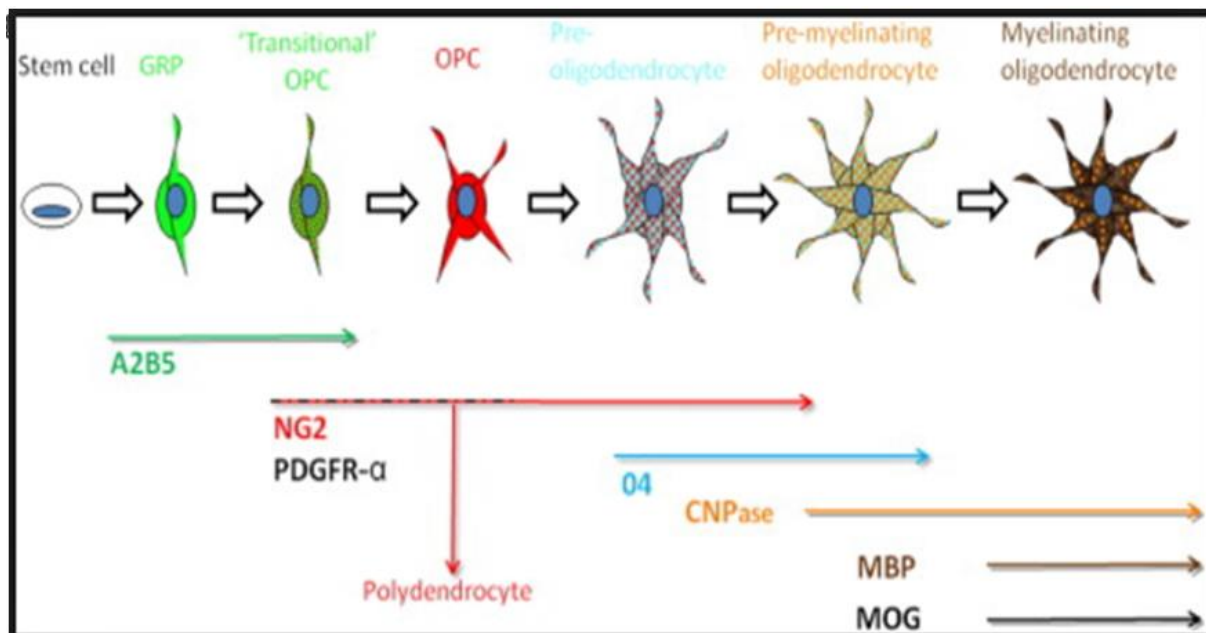 Stem cell
GRP
'Transitional'
OPC
OPC
Pre-
oligodendrocyte
Pre-myelinating
oligodendrocyte
Myelinating
oligodendrocyte
A2B5
NG2
PDGFR-α
04
CNPase
Polydendrocyte
MBP
MOG